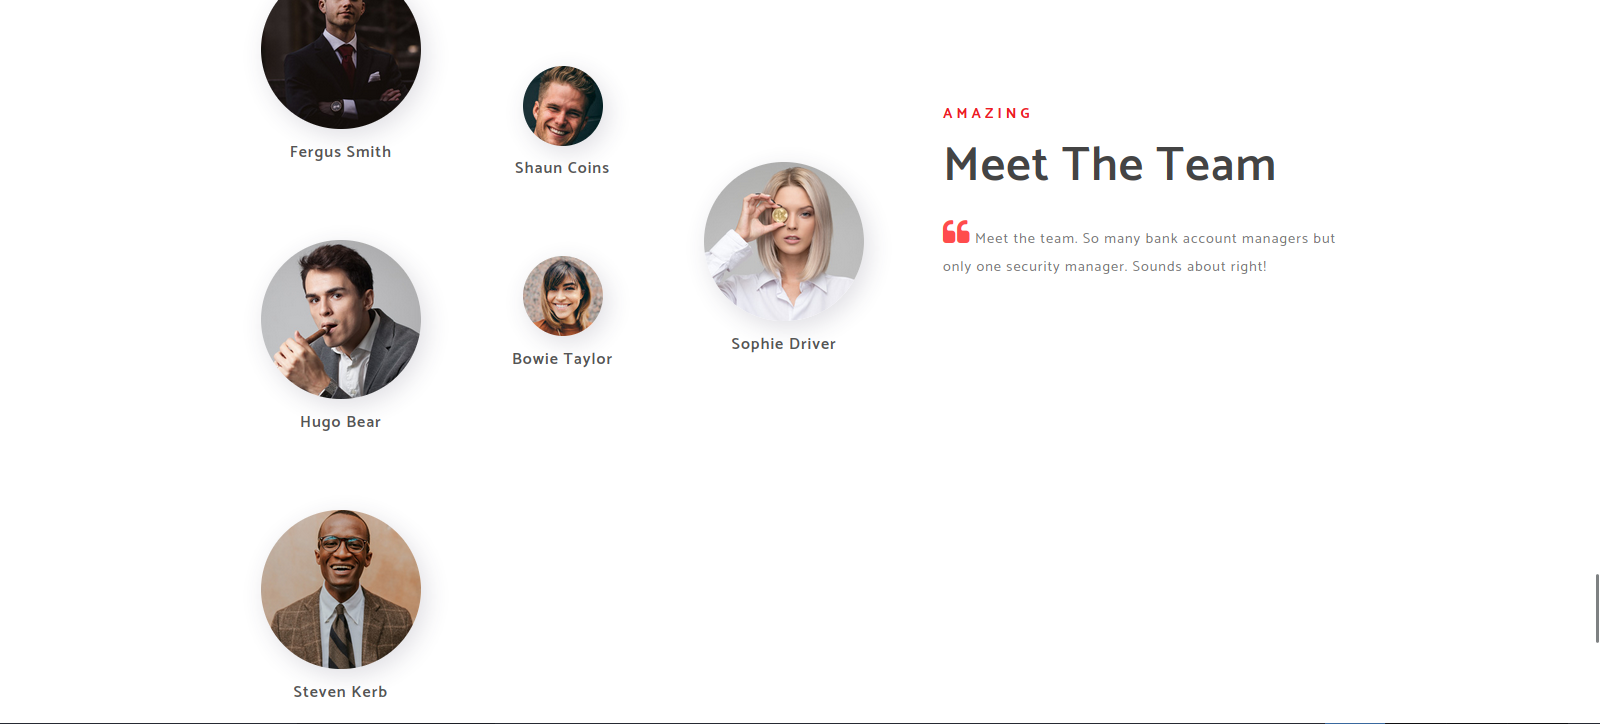 Fergus Smith
Shaun Coins
Sophie Driver
Bowie Taylor
Hugo Bear
Steven Kerb
AMAZING
Meet The Team
Meet the team. So many bank account managers but
only one security manager. Sounds about right!